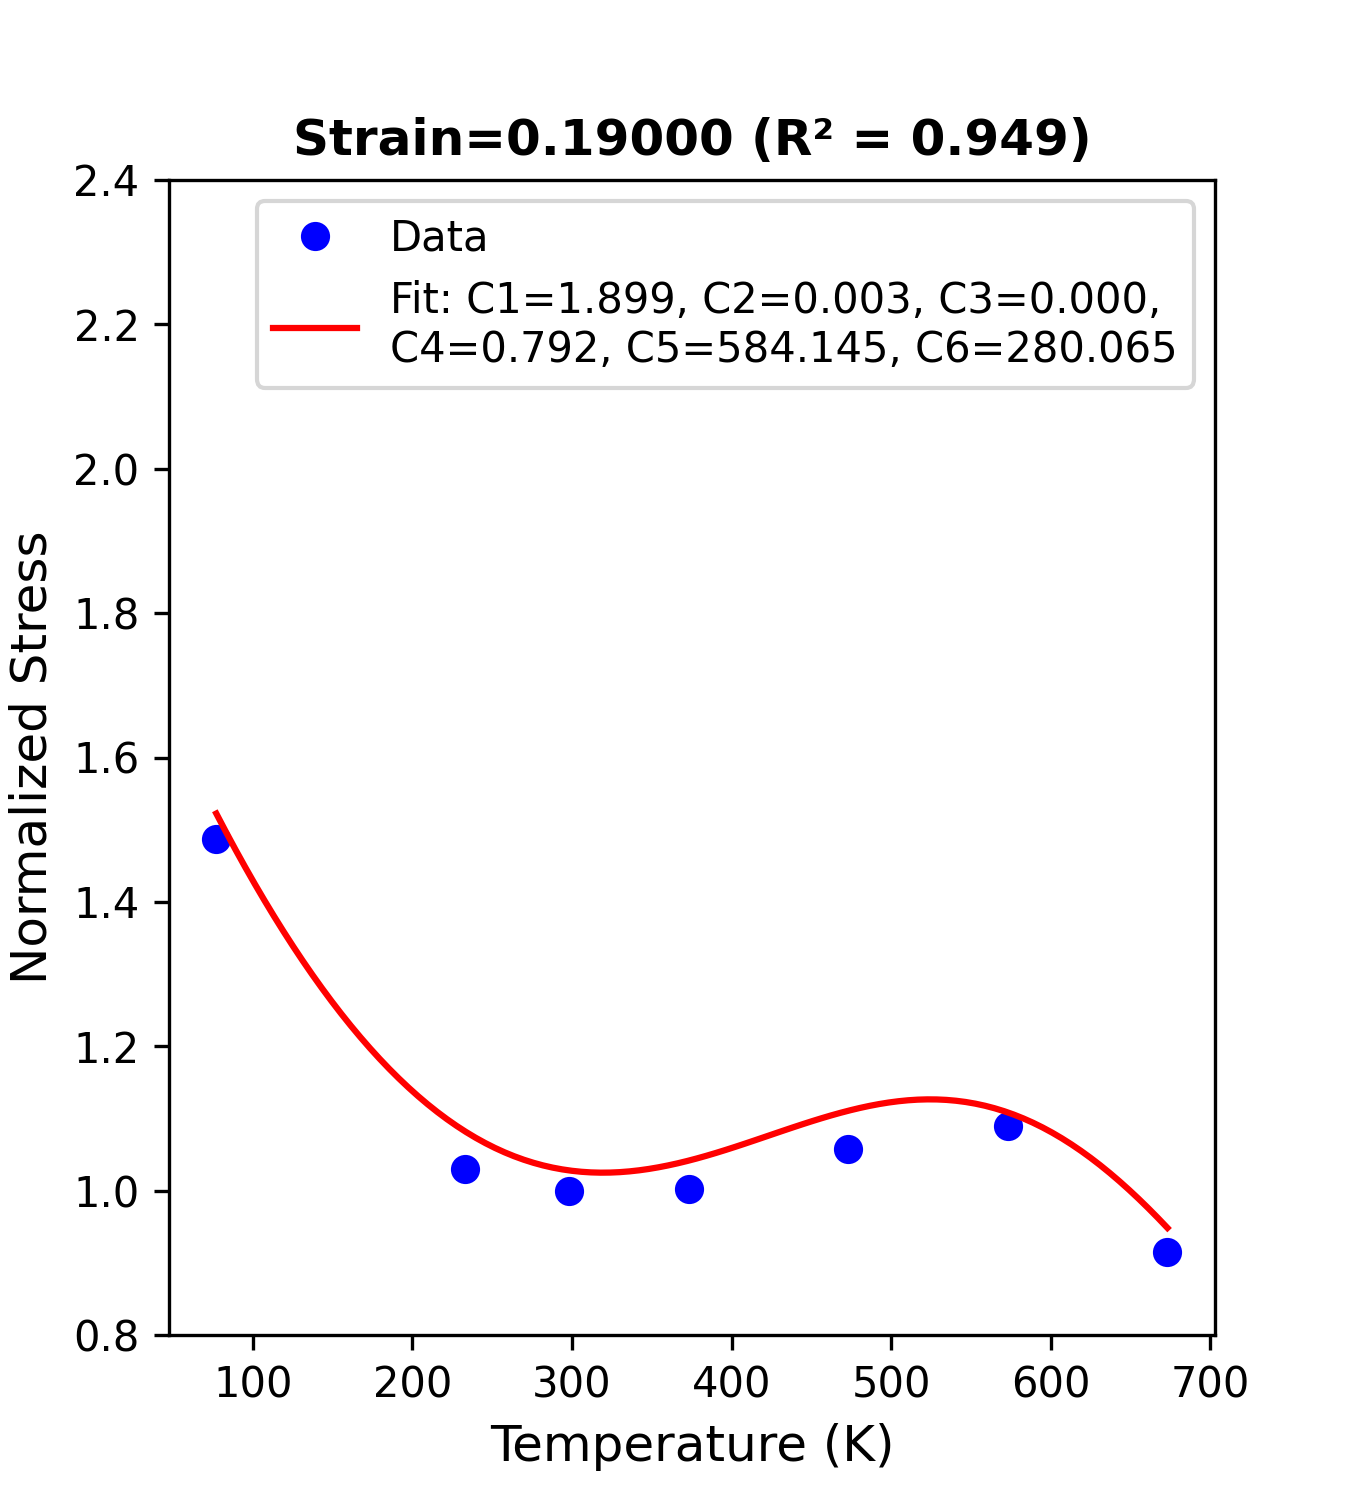 Strain=0.19000 (R² = 0.949)
Data
Fit: C1=1.899, C2=0.003, C3=0.000,
C4=0.792, C5=584.145, C6=280.065
2.4
2.2
2.0
1.8
1.6
1.4
1.2
1.0
0.8
Normalized Stress
100 200 300 400 500 600 700
Temperature (K)